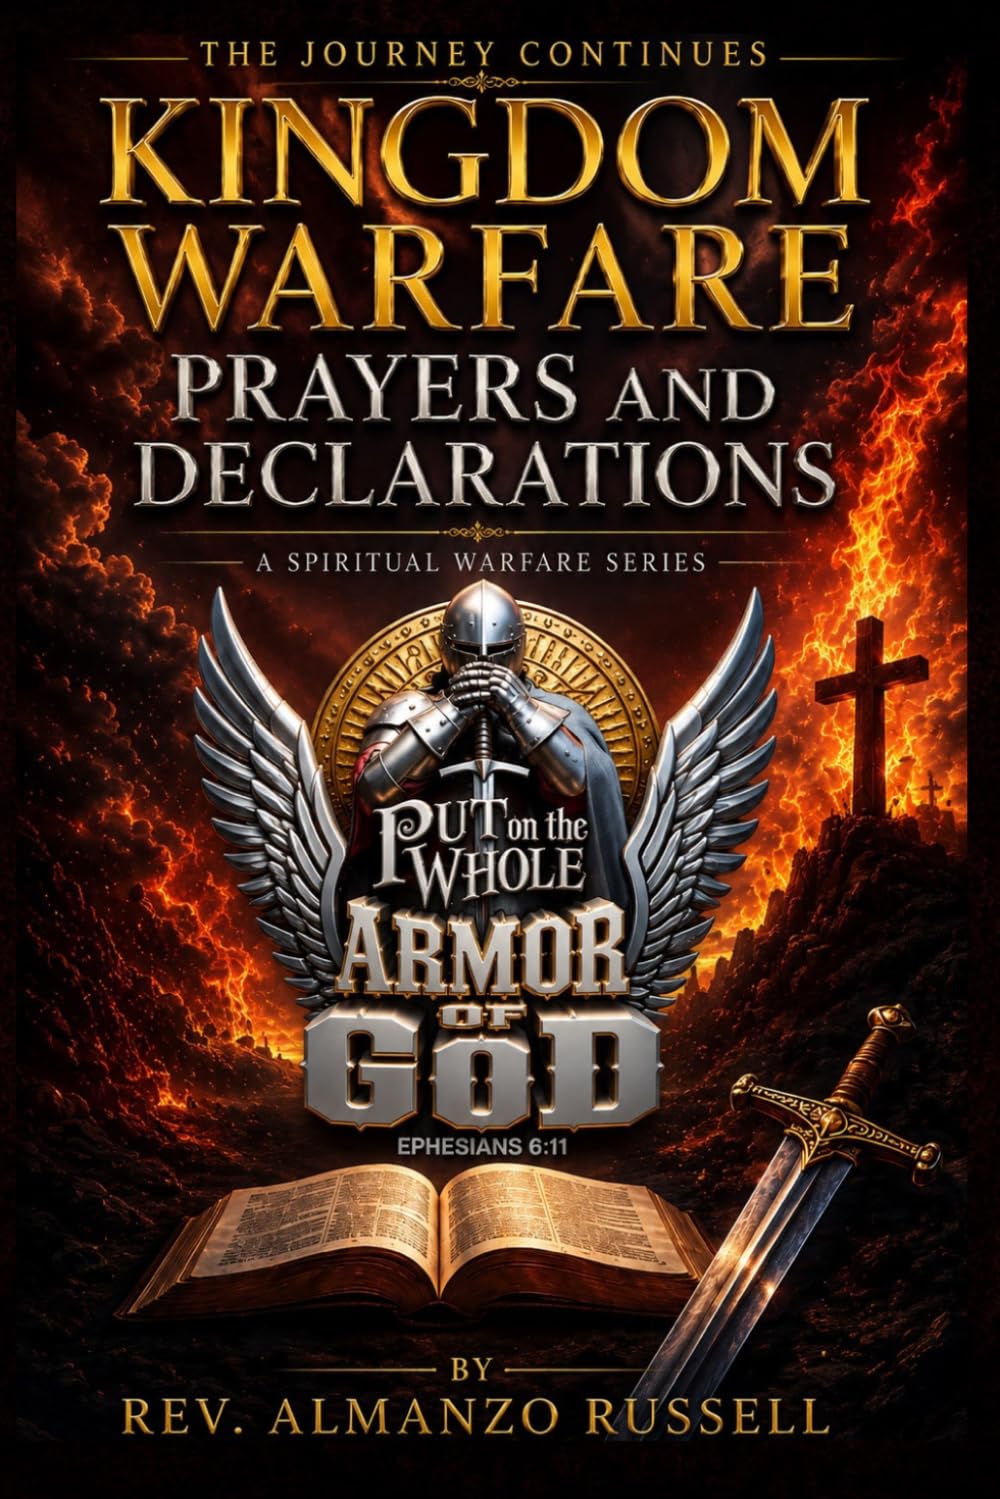 THE JOURNEY CONTINUES
KINGDOM
WARFARE
PRAYERS AND
DECLARATIONS
A SPIRITUAL WARFARE SERIES
PUT on the
WHOLE
ARMOR
OF
GOD
EPHESIANS 6:11
BY
REV. ALMANZO RUSSELL